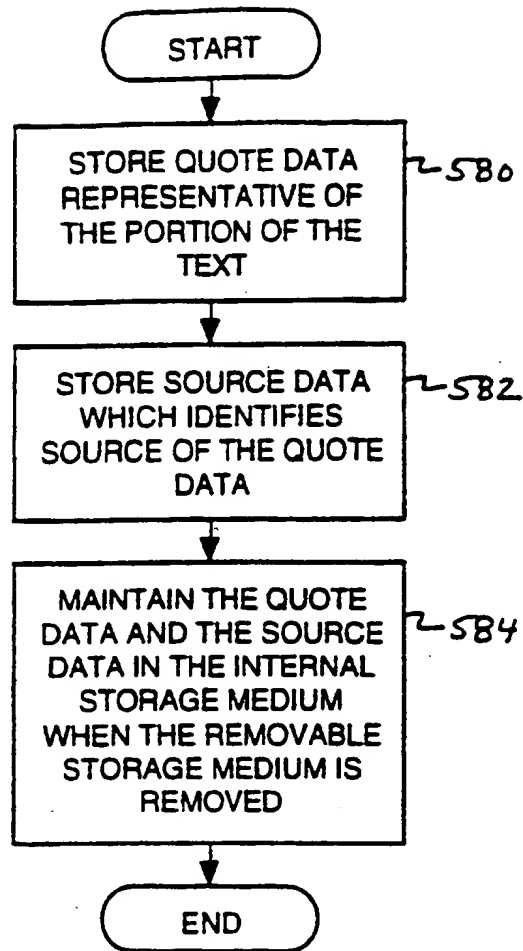 START
STORE QUOTE DATA
REPRESENTATIVE OF
THE PORTION OF THE
TEXT
580
STORE SOURCE DATA
WHICH IDENTIFIES
SOURCE OF THE QUOTE
DATA
582
MAINTAIN THE QUOTE
DATA AND THE SOURCE
DATA IN THE INTERNAL
STORAGE MEDIUM
WHEN THE REMOVABLE
STORAGE MEDIUM IS
REMOVED
584
END